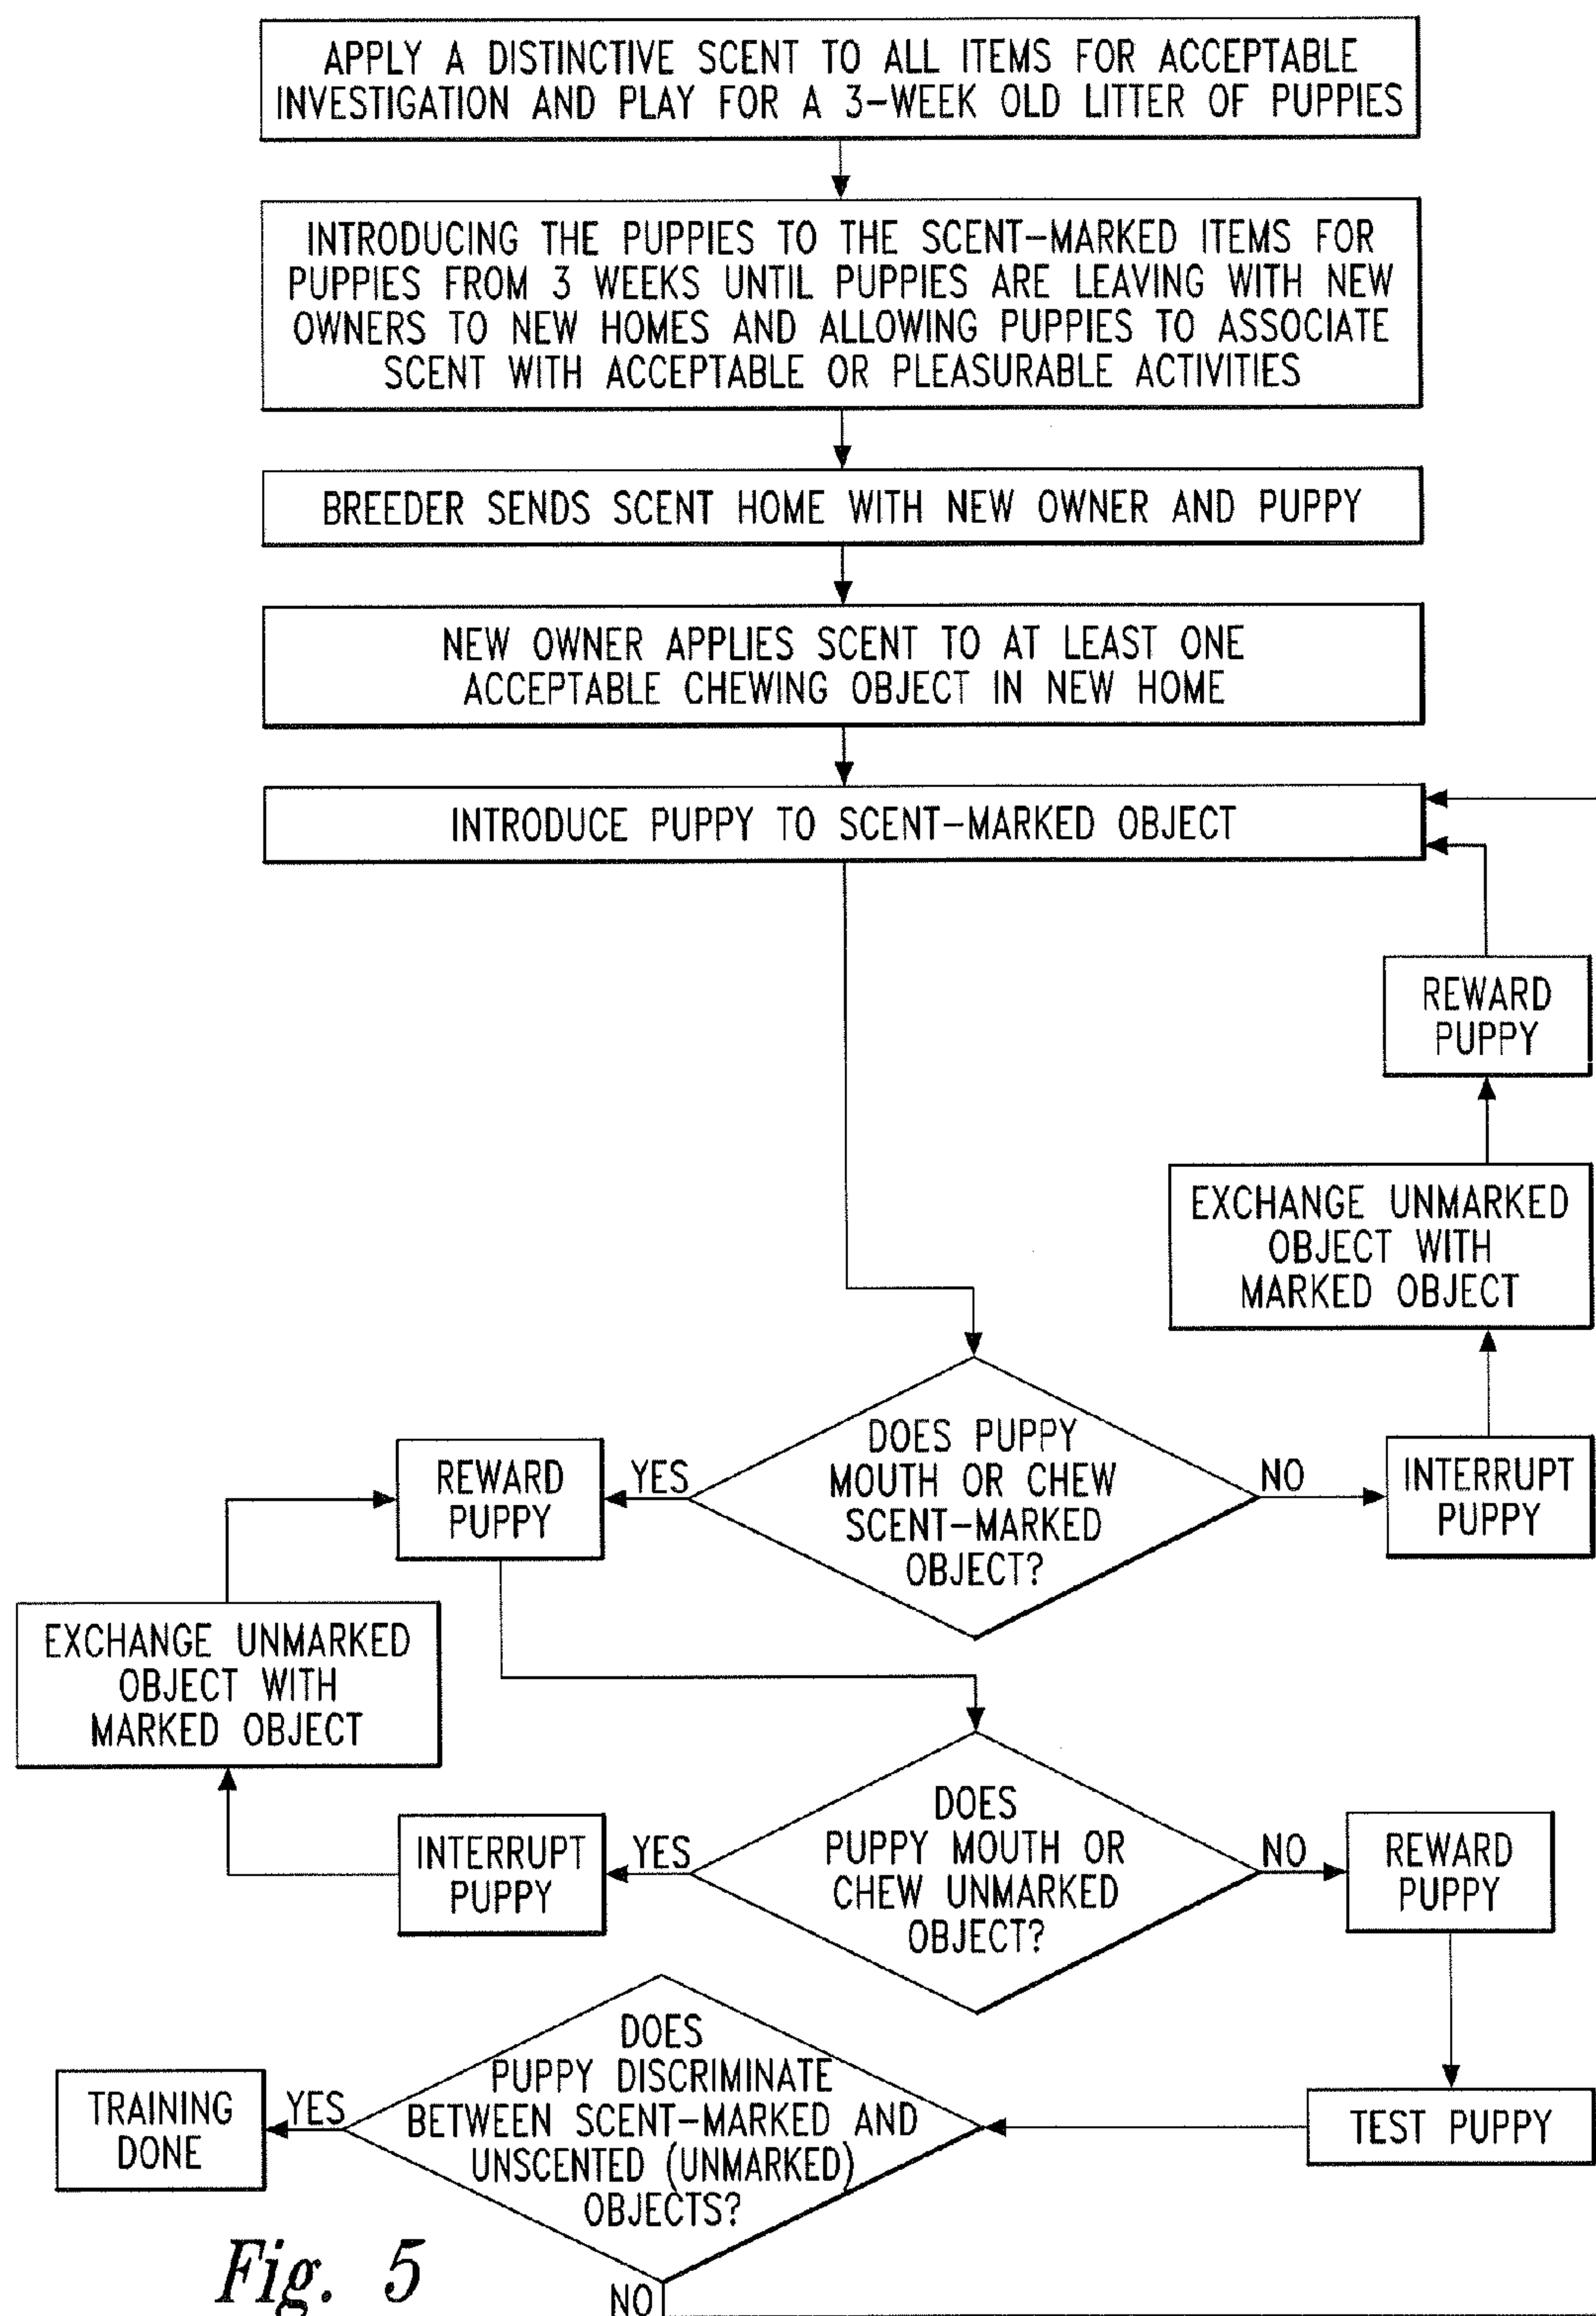 APPLY A DISTINCTIVE SCENT TO ALL ITEMS FOR ACCEPTABLE
INVESTIGATION AND PLAY FOR A 3-WEEK OLD LITTER OF PUPPIES
INTRODUCING THE PUPPIES TO THE SCENT-MARKED ITEMS FOR
PUPPIES FROM 3 WEEKS UNTIL PUPPIES ARE LEAVING WITH NEW
OWNERS TO NEW HOMES AND ALLOWING PUPPIES TO ASSOCIATE
SCENT WITH ACCEPTABLE OR PLEASURABLE ACTIVITIES
BREEDER SENDS SCENT HOME WITH NEW OWNER AND PUPPY
NEW OWNER APPLIES SCENT TO AT LEAST ONE
ACCEPTABLE CHEWING OBJECT IN NEW HOME
INTRODUCE PUPPY TO SCENT-MARKED OBJECT
REWARD
PUPPY
EXCHANGE UNMARKED
OBJECT WITH
MARKED OBJECT
REWARD
PUPPY
YES
DOES PUPPY
MOUTH OR CHEW
SCENT-MARKED
OBJECT?
NO
INTERRUPT
PUPPY
EXCHANGE UNMARKED
OBJECT WITH
MARKED OBJECT
INTERRUPT
PUPPY
YES
DOES
PUPPY MOUTH OR
CHEW UNMARKED
OBJECT?
NO
REWARD
PUPPY
TRAINING
DONE
YES
DOES
PUPPY DISCRIMINATE
BETWEEN SCENT-MARKED AND
UNSCENTED (UNMARKED)
OBJECTS?
TEST PUPPY
NO
Fig. 5